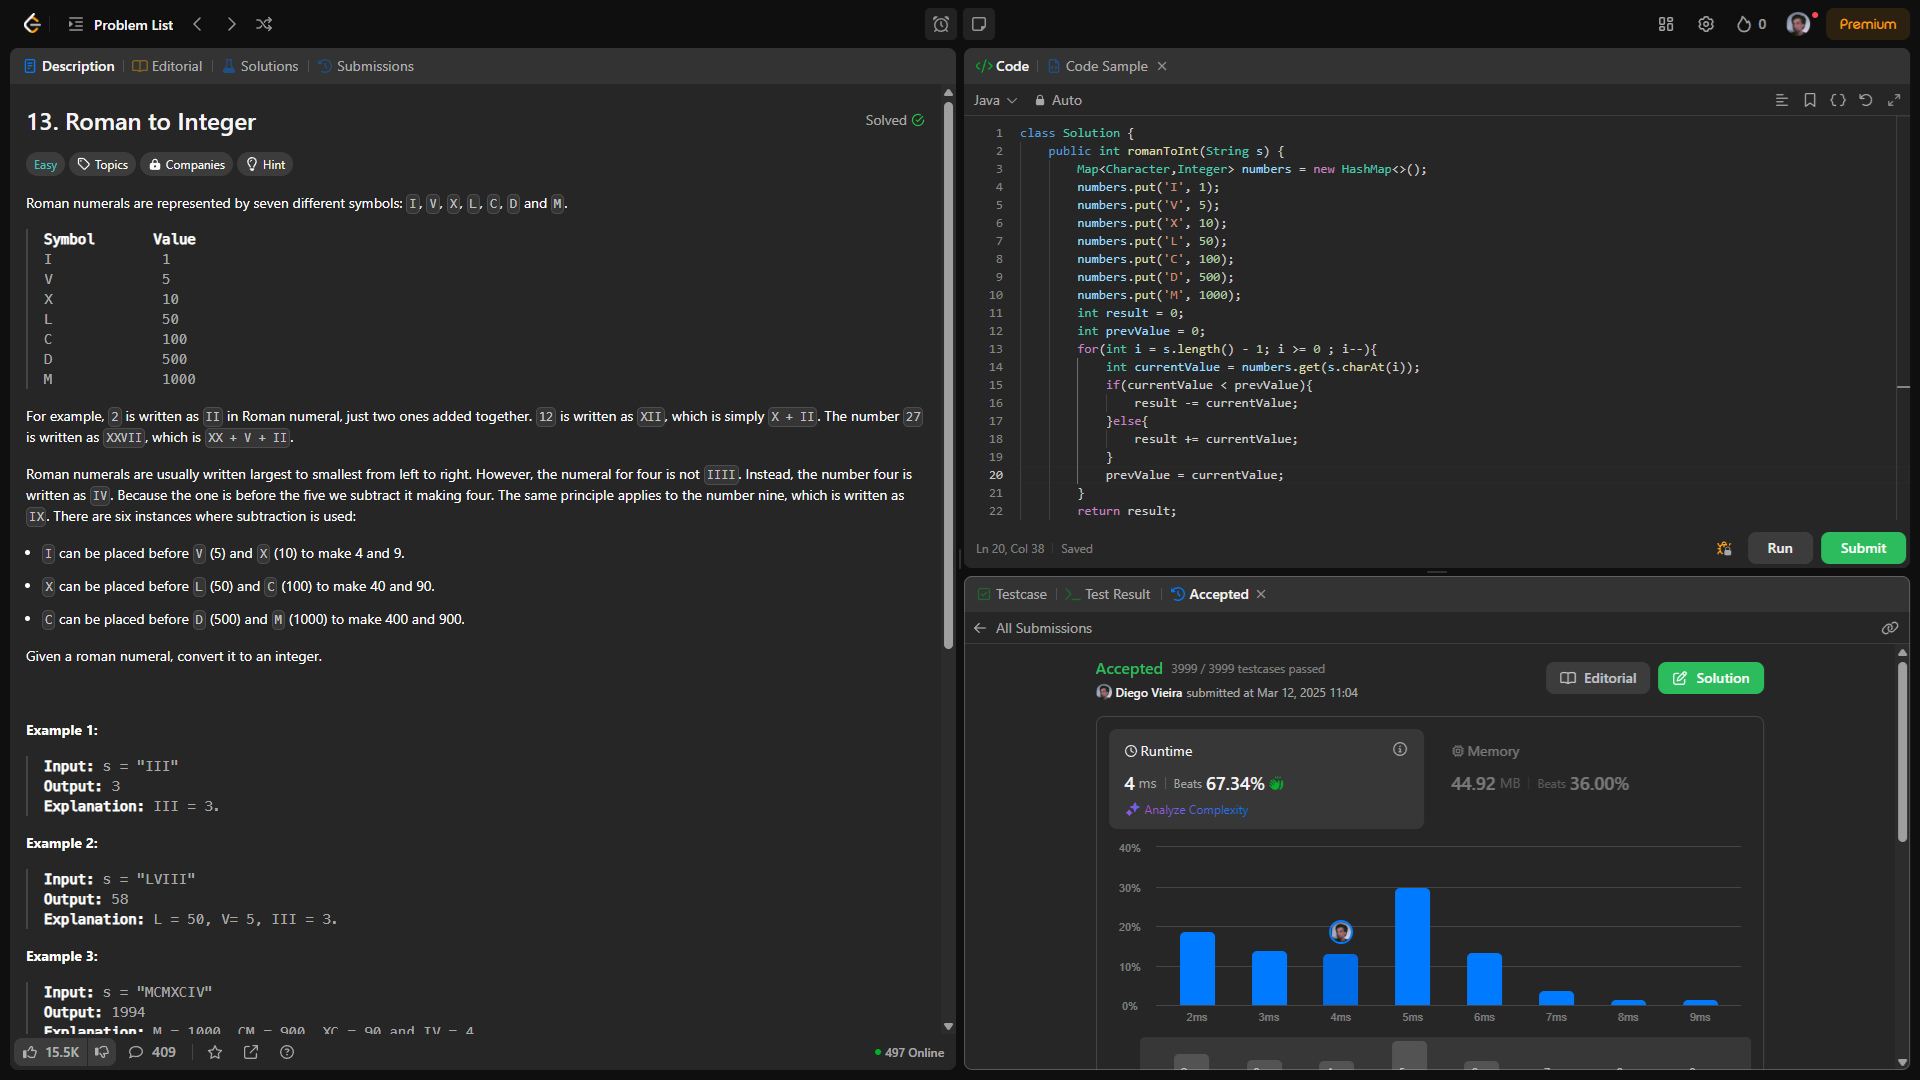 Problem List
0
Premium
Description
Editorial
Solutions
Submissions
13. Roman to Integer
Solved
Easy
Topics
Companies
Hint
Roman numerals are represented by seven different symbols: I, V, X, L, C, D and M.
Symbol Value
I 1
V 5
X 10
L 50
C 100
D 500
M 1000
For example, 2 is written as II in Roman numeral, just two ones added together. 12 is written as XII, which is simply X + II. The number 27
is written as XXVII, which is XX + V + II.
Roman numerals are usually written largest to smallest from left to right. However, the numeral for four is not IIII. Instead, the number four is
written as IV. Because the one is before the five we subtract it making four. The same principle applies to the number nine, which is written as
IX. There are six instances where subtraction is used:
I can be placed before V (5) and X (10) to make 4 and 9.
X can be placed before L (50) and C (100) to make 40 and 90.
C can be placed before D (500) and M (1000) to make 400 and 900.
Given a roman numeral, convert it to an integer.
Example 1:
Input: s = "III"
Output: 3
Explanation: III = 3.
Example 2:
Input: s = "LVIII"
Output: 58
Explanation: L = 50, V= 5, III = 3.
Example 3:
Input: s = "MCMXCIV"
Output: 1994
Explanation: M = 1000, CM = 900, XC = 90 and IV = 4
15.5K
409
497 Online
</> Code
Code Sample
Java
Auto
1 class Solution {
2 public int romanToInt(String s) {
3 Map<Character,Integer> numbers = new HashMap<>();
4 numbers.put('I', 1);
5 numbers.put('V', 5);
6 numbers.put('X', 10);
7 numbers.put('L', 50);
8 numbers.put('C', 100);
9 numbers.put('D', 500);
10 numbers.put('M', 1000);
11 int result = 0;
12 int prevValue = 0;
13 for(int i = s.length() - 1; i >= 0 ; i--){
14 int currentValue = numbers.get(s.charAt(i));
15 if(currentValue < prevValue){
16 result -= currentValue;
17 }else{
18 result += currentValue;
19 }
20 prevValue = currentValue;
21 }
22 return result;
Ln 20, Col 38
Saved
Run
Submit
Testcase
Test Result
Accepted
All Submissions
Accepted 3999 / 3999 testcases passed
Diego Vieira submitted at Mar 12, 2025 11:04
Editorial
Solution
Runtime
4 ms Beats 67.34%
Analyze Complexity
Memory
44.92 MB Beats 36.00%
40%
30%
20%
10%
0%
2ms 3ms 4ms 5ms 6ms 7ms 8ms 9ms